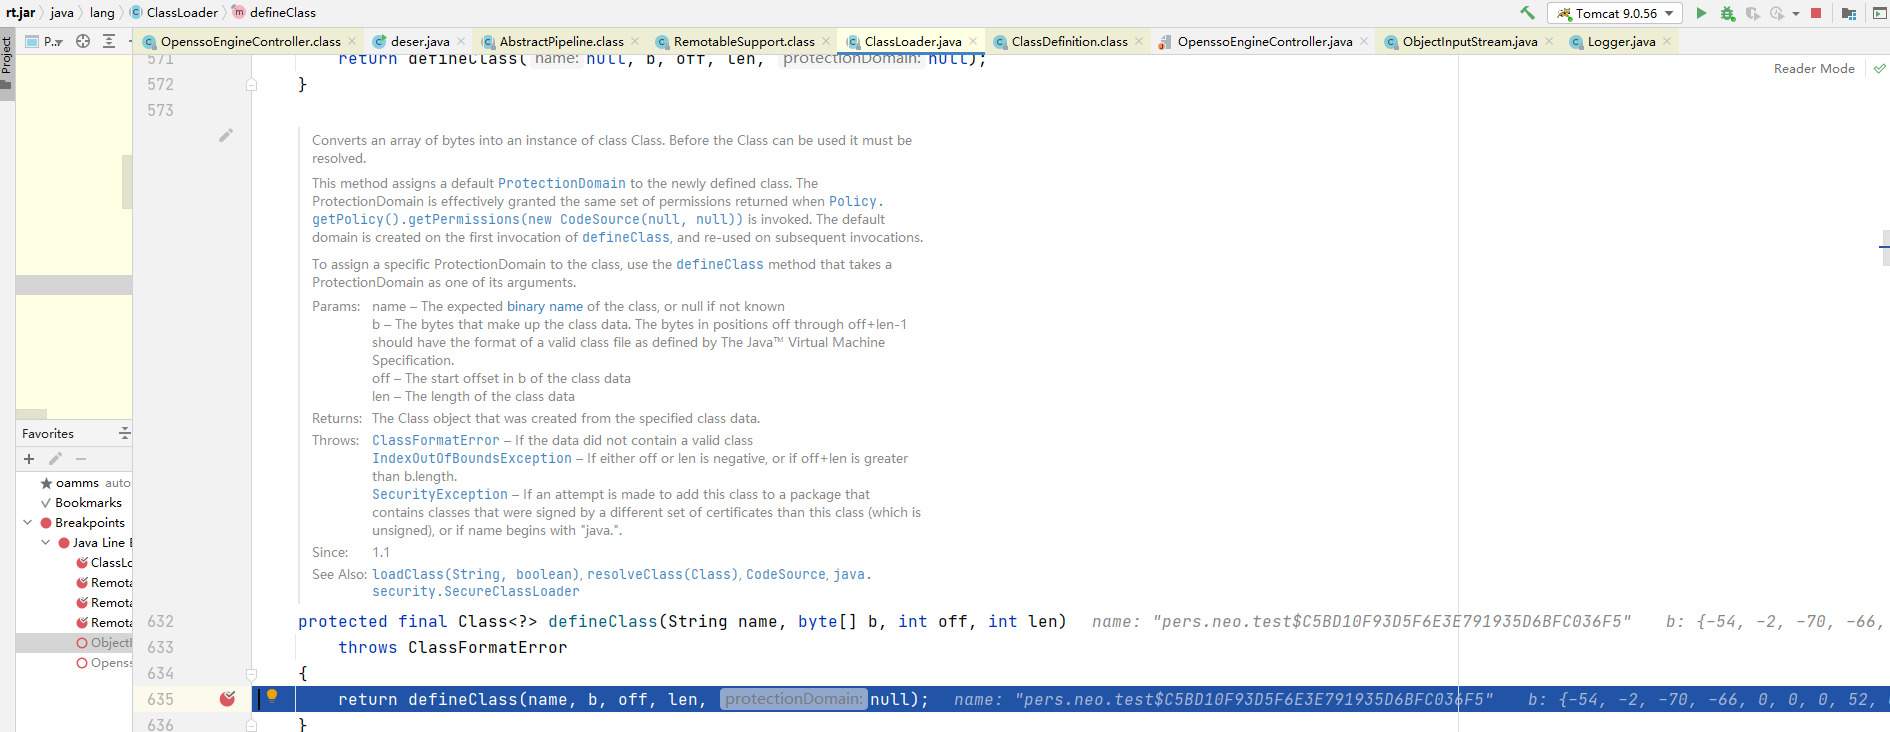 rt.jar java lang ClassLoader defineClass
Tomcat 9.0.56
Project
P..
OpenssoEngineController.class deser.java AbstractPipeline.class RemotableSupport.class ClassLoader.java ClassDefinition.class OpenssoEngineController.java ObjectInputStream.java Logger.java
571 return defineClass( name: null, b, off, len, protectionDomain: null);
Reader Mode
572 }
573
Converts an array of bytes into an instance of class Class. Before the Class can be used it must be
resolved.
This method assigns a default ProtectionDomain to the newly defined class. The
ProtectionDomain is effectively granted the same set of permissions returned when Policy.
getPolicy().getPermissions(new CodeSource(null, null)) is invoked. The default
domain is created on the first invocation of defineClass, and re-used on subsequent invocations.
To assign a specific ProtectionDomain to the class, use the defineClass method that takes a
ProtectionDomain as one of its arguments.
Params: name – The expected binary name of the class, or null if not known
b – The bytes that make up the class data. The bytes in positions off through off+len-1
should have the format of a valid class file as defined by The Java™ Virtual Machine
Specification.
off – The start offset in b of the class data
len – The length of the class data
Returns: The Class object that was created from the specified class data.
Throws: ClassFormatError – If the data did not contain a valid class
IndexOutOfBoundsException – If either off or len is negative, or if off+len is greater
than b.length.
SecurityException – If an attempt is made to add this class to a package that
contains classes that were signed by a different set of certificates than this class (which is
unsigned), or if name begins with "java.".
Since: 1.1
See Also: loadClass(String, boolean), resolveClass(Class), CodeSource, java.
security.SecureClassLoader
Favorites
oamms auto
Bookmarks
Breakpoints
Java Line
ClassLo
Remota
Remota
Remota
ObjectI
Openss
632 protected final Class<?> defineClass(String name, byte[] b, int off, int len) name: "pers.neo.test$C5BD10F93D5F6E3E791935D6BFC036F5" b: {-54, -2, -70, -66,
633 throws ClassFormatError
634 {
635 return defineClass(name, b, off, len, protectionDomain: null); name: "pers.neo.test$C5BD10F93D5F6E3E791935D6BFC036F5" b: {-54, -2, -70, -66, 0, 0, 0, 52,
636 }